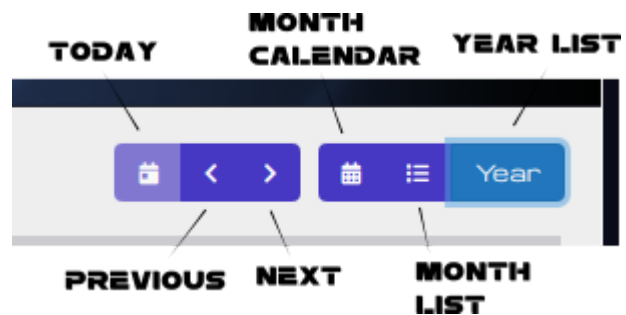 TODAY
MONTH
CALENDAR
YEAR LIST
Year
PREVIOUS
NEXT
MONTH
LIST